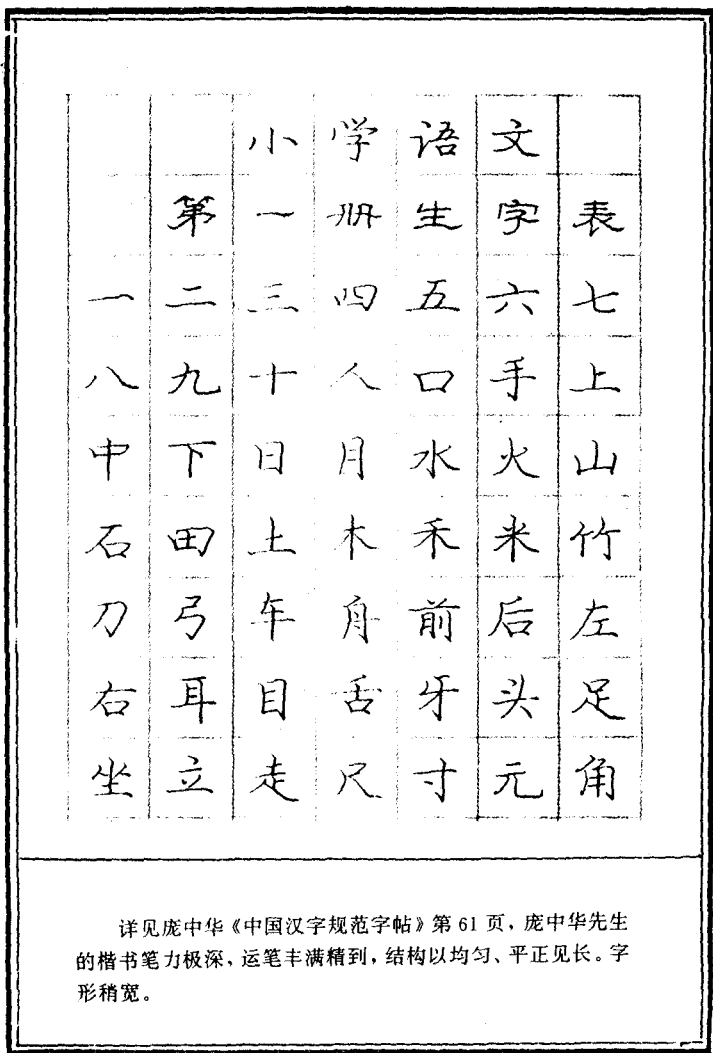 小学语文
第一册生字表
一二三四五六七
八九十人口手上
中下日月水火山
石田土木禾米竹
刀弓车舟前后左
右耳目舌牙头足
坐立走尺寸元角
详见庞中华《中国汉字规范字帖》第61页，庞中华先生
的楷书笔力极深，运笔丰满精到，结构以均匀、平正见长。字
形稍宽。